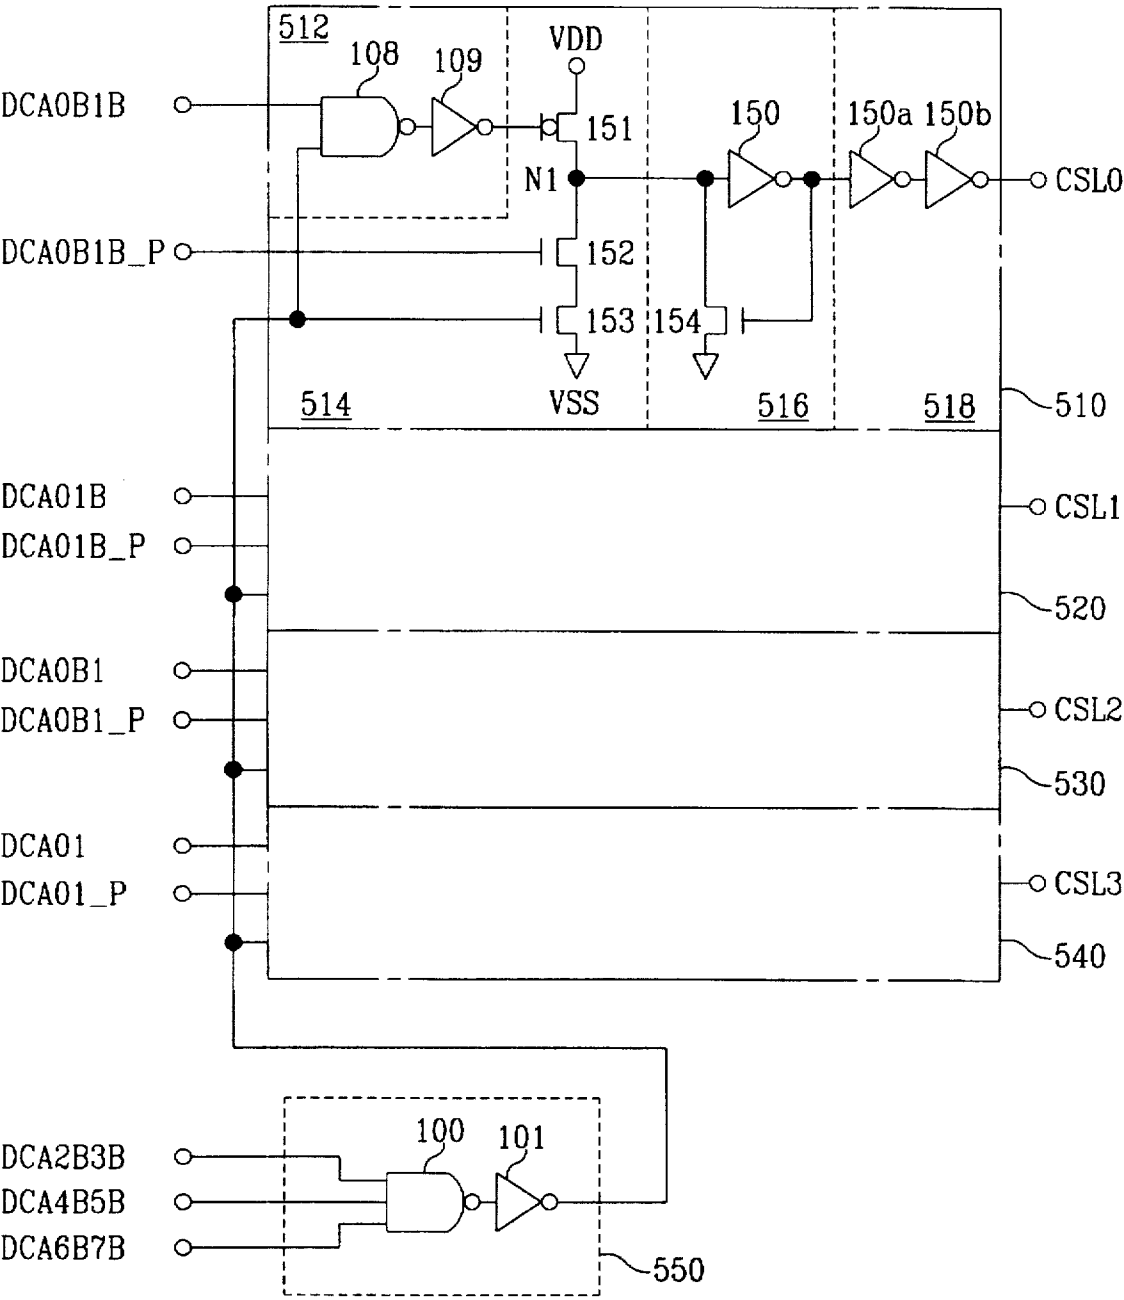 512
108
109
VDD
DCA0B1B
151
150
150a
150b
N1
CSL0
DCA0B1B_P
152
153
154
514
VSS
516
518
510
DCA01B
CSL1
DCA01B_P
520
DCA0B1
CSL2
DCA0B1_P
530
DCA01
CSL3
DCA01_P
540
100
101
DCA2B3B
DCA4B5B
DCA6B7B
550